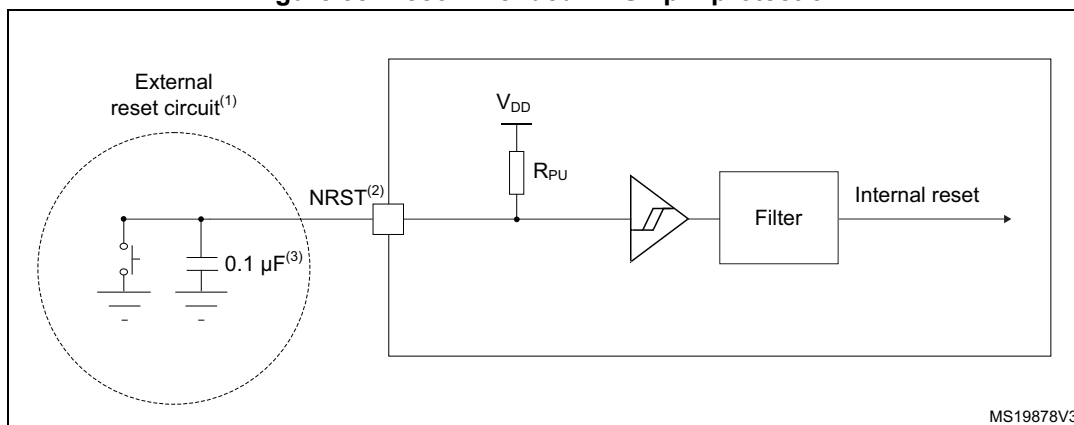 External
reset circuit(1)
VDD
RPU
NRST(2)
Filter
Internal reset
0.1 µF(3)
MS19878V3